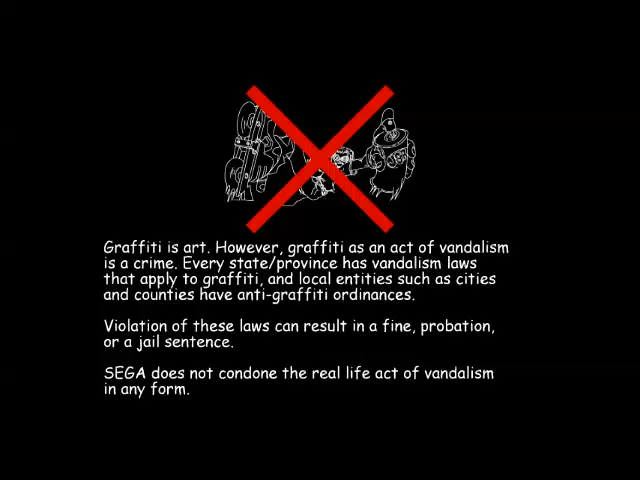 Graffiti is art. However, graffiti as an act of vandalism
is a crime. Every state/province has vandalism laws
that apply to graffiti, and local entities such as cities
and counties have anti-graffiti ordinances.
Violation of these laws can result in a fine, probation,
or a jail sentence.
SEGA does not condone the real life act of vandalism
in any form.